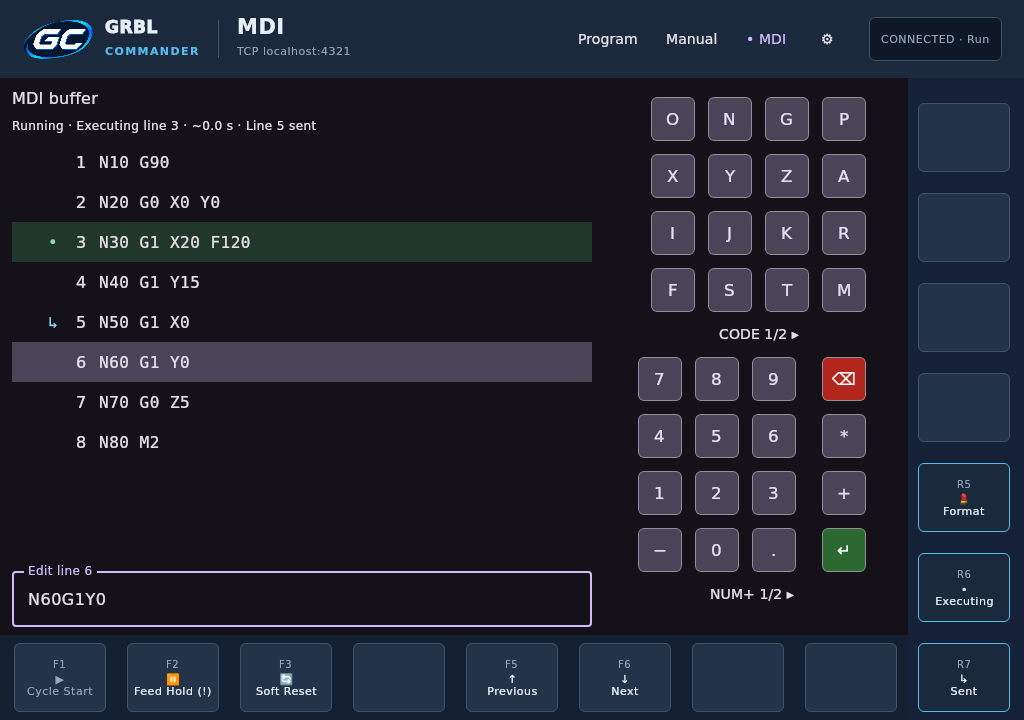 GC
GRBL
COMMANDER
MDI
TCP localhost:4321
Program
Manual
• MDI
⚙
CONNECTED · Run
MDI buffer
Running · Executing line 3 · ~0.0 s · Line 5 sent
1 N10 G90
2 N20 G0 X0 Y0
• 3 N30 G1 X20 F120
4 N40 G1 Y15
↳ 5 N50 G1 X0
6 N60 G1 Y0
7 N70 G0 Z5
8 N80 M2
Edit line 6
N60G1Y0
O N G P
X Y Z A
I J K R
F S T M
CODE 1/2 ▸
7 8 9 ⌫
4 5 6 *
1 2 3 +
− 0 . ↵
NUM+ 1/2 ▸
R5
Format
R6
•
Executing
R7
↳
Sent
F1
▶
Cycle Start
F2
⏸
Feed Hold (!)
F3
🔄
Soft Reset
F5
↑
Previous
F6
↓
Next